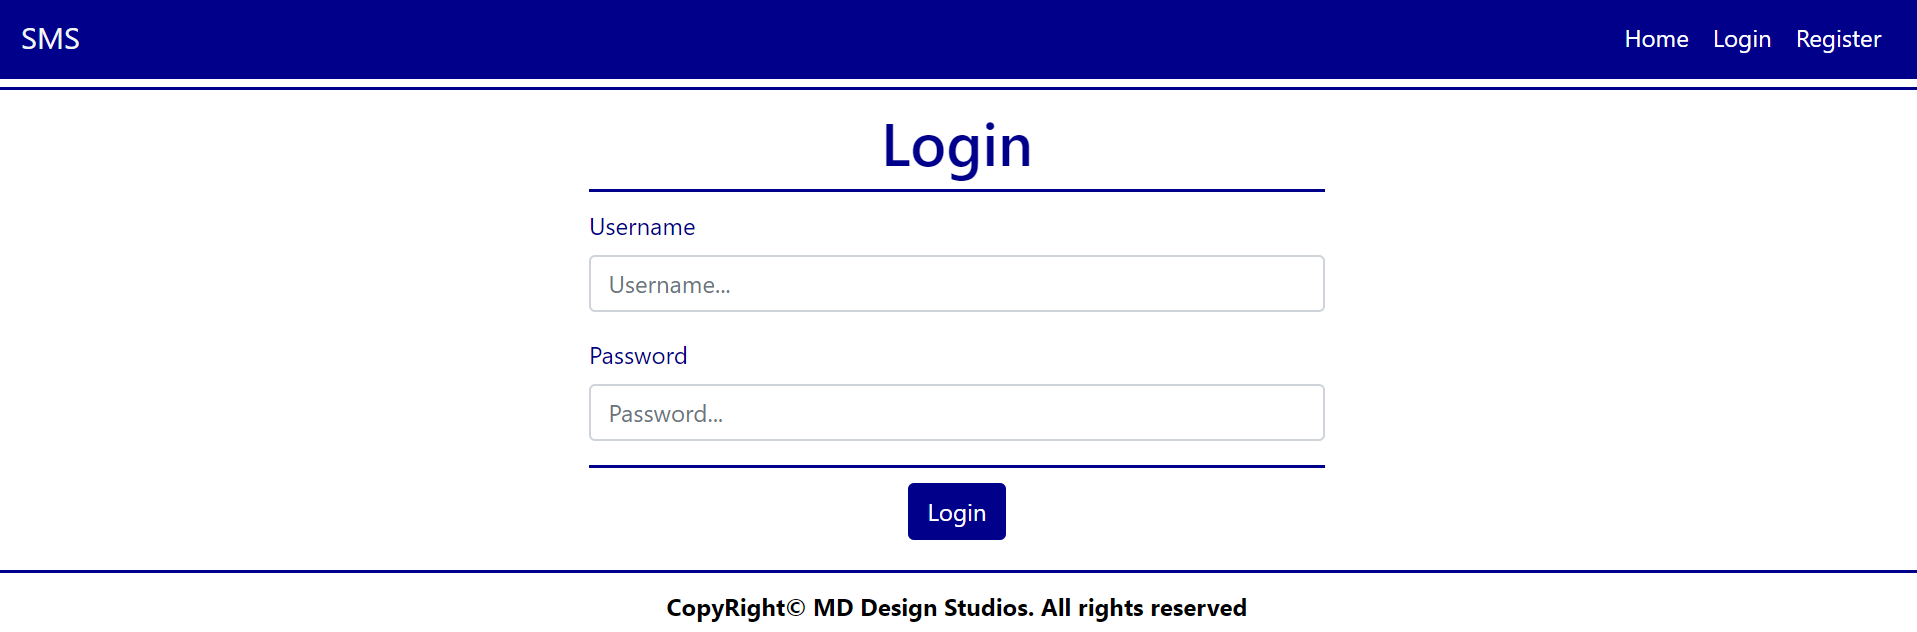 SMS Home Login Register
Login
Username
Username...
Password
Password...
Login
CopyRight© MD Design Studios. All rights reserved